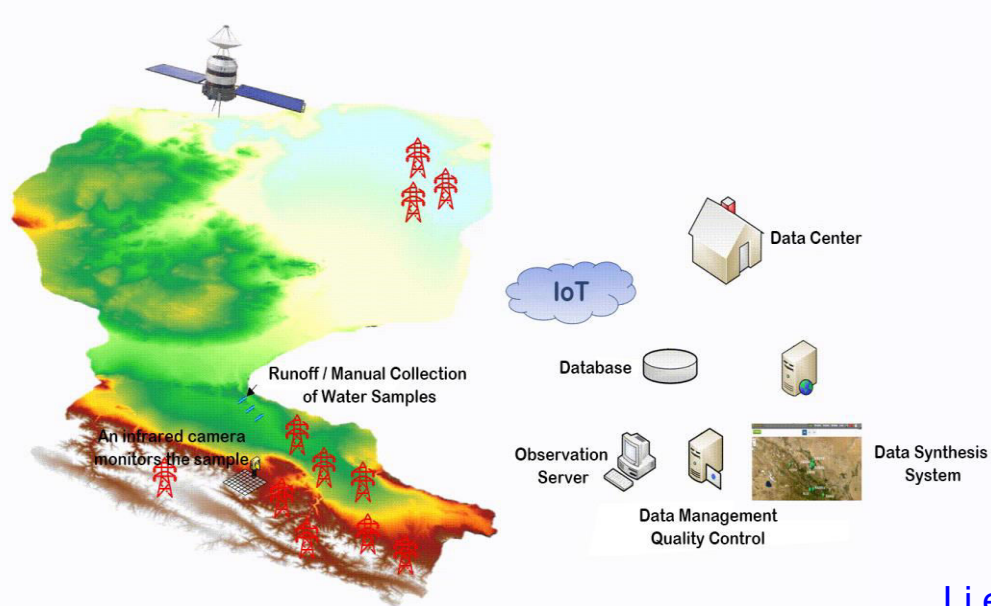 Data Center
IoT
Runoff / Manual Collection
of Water Samples
Database
An infrared camera
monitors the sample
Observation
Server
Data Synthesis
System
Data Management
Quality Control